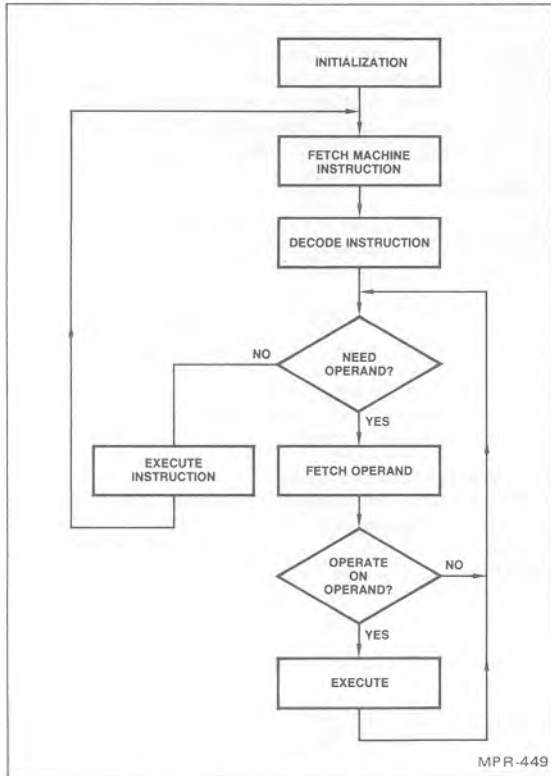 INITIALIZATION
FETCH MACHINE
INSTRUCTION
DECODE INSTRUCTION
NEED
OPERAND?
NO
YES
EXECUTE
INSTRUCTION
FETCH OPERAND
OPERATE
ON
OPERAND?
NO
YES
EXECUTE
MPR-449